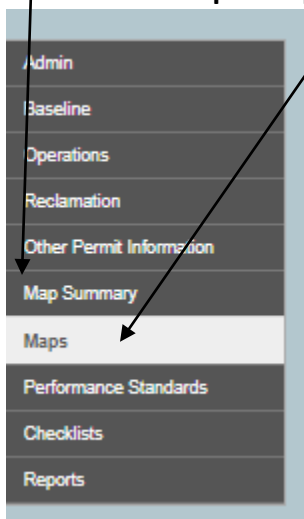 Admin
Baseline
Operations
Reclamation
Other Permit Information
Map Summary
Maps
Performance Standards
Checklists
Reports